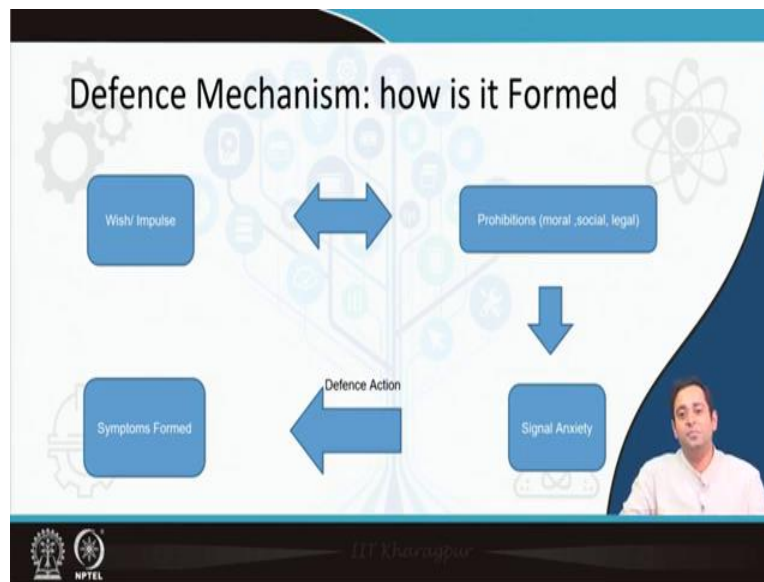 Defence Mechanism: how is it Formed
Wish/ Impulse
Prohibitions (moral ,social, legal)
Defence Action
Symptoms Formed
Signal Anxiety
IIT Kharagpur
NPTEL